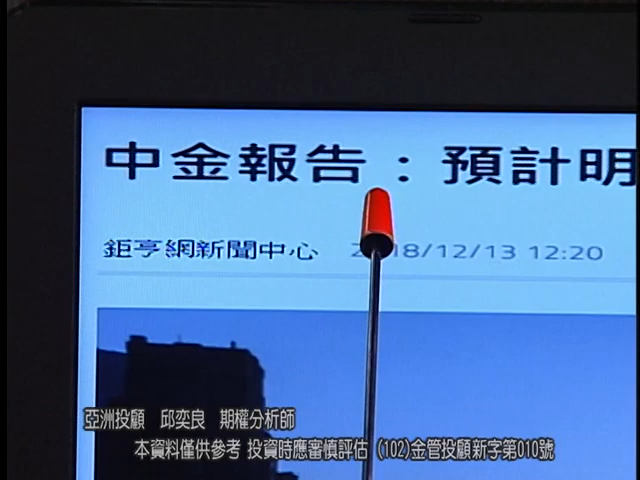 中金報告：預計明
鉅亨網新聞中心 2018/12/13 12:20
亞洲投顧 邱奕良 期權分析師
本資料僅供參考 投資時應審慎評估 (102)金管投顧新字第010號